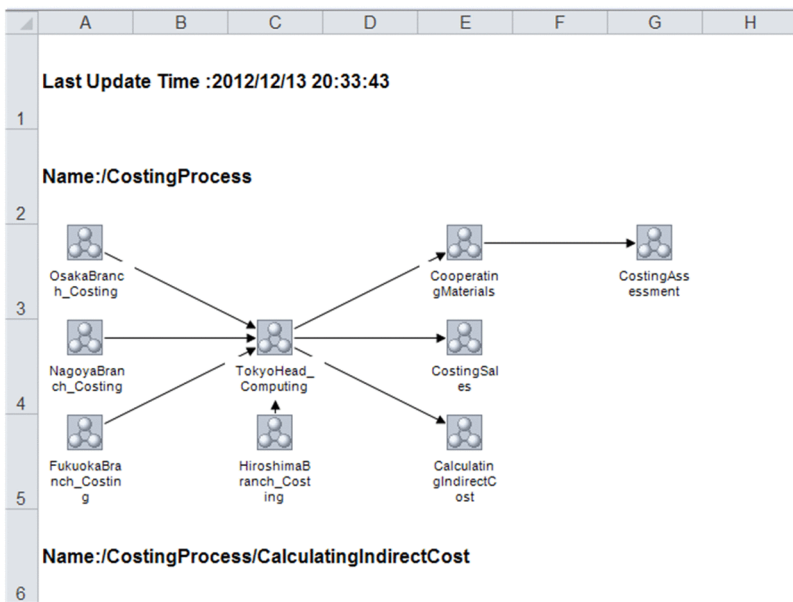 A B C D E F G H
Last Update Time :2012/12/13 20:33:43
1
Name:/CostingProcess
2
OsakaBranc
h_Costing
Cooperatin
gMaterials
CostingAss
essment
3
NagoyaBran
ch_Costing
TokyoHead_
Computing
CostingSal
es
4
FukuokaBra
nch_Costin
g
HiroshimaB
ranch_Cost
ing
Calculatin
gIndirectC
ost
5
Name:/CostingProcess/CalculatingIndirectCost
6